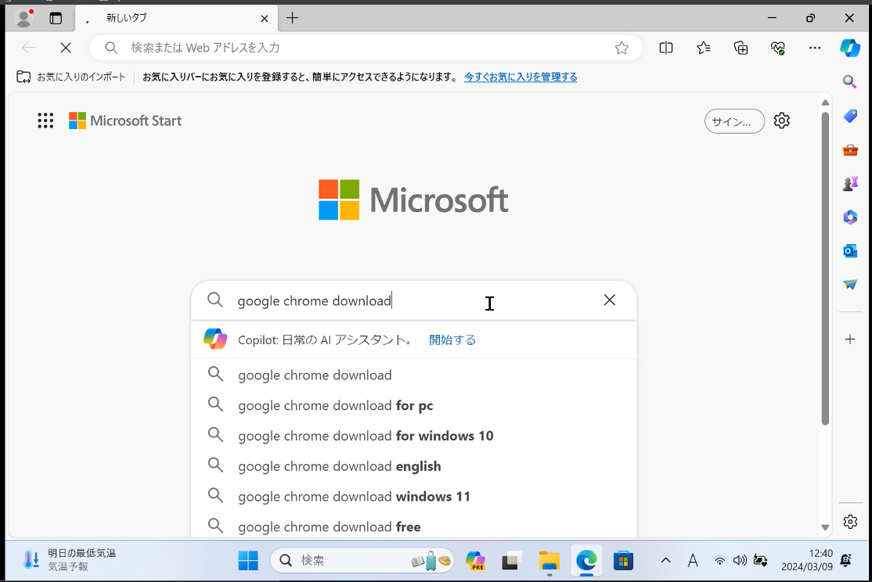 新しいタブ
検索または Web アドレスを入力
お気に入りのインポート
お気に入りバーにお気に入りを登録すると、簡単にアクセスできるようになります。 今すぐお気に入りを管理する
Microsoft Start
サイン...
Microsoft
google chrome download
Copilot: 日常の AI アシスタント。 開始する
google chrome download
google chrome download for pc
google chrome download for windows 10
google chrome download english
google chrome download windows 11
google chrome download free
明日の最低気温
気温予報
検索
PRE
A
12:40
2024/03/09